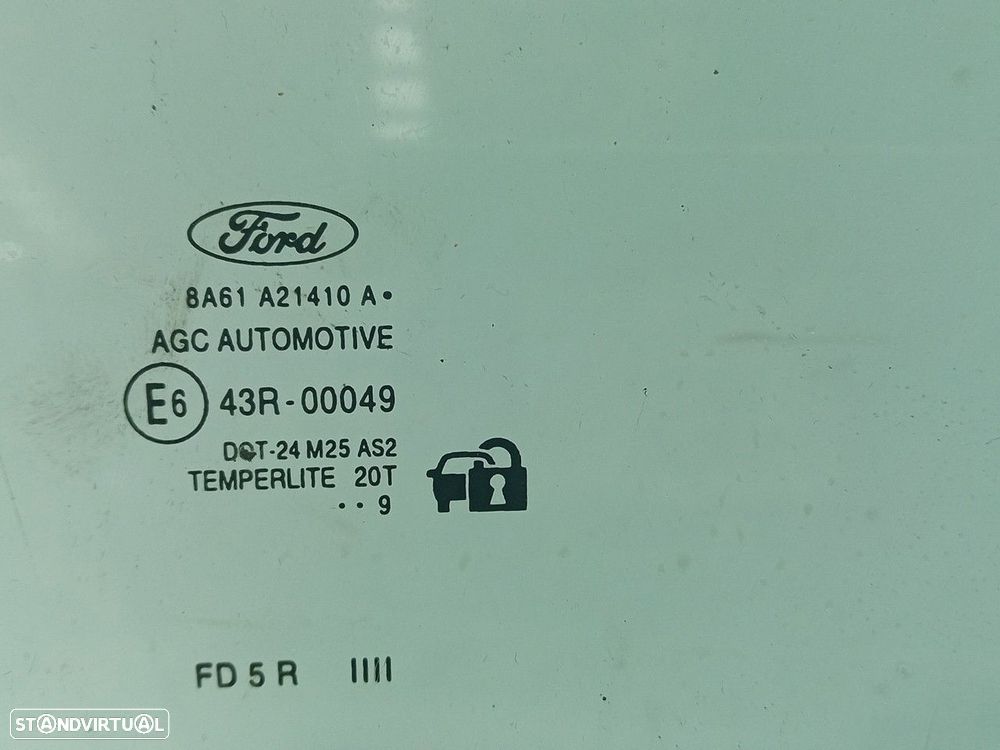 Ford
8A61 A21410 A•
AGC AUTOMOTIVE
E6 43R-00049
DOT-24 M25 AS2
TEMPERLITE 20T
•• 9
FD 5 R IIII
STANDVIRTUAL